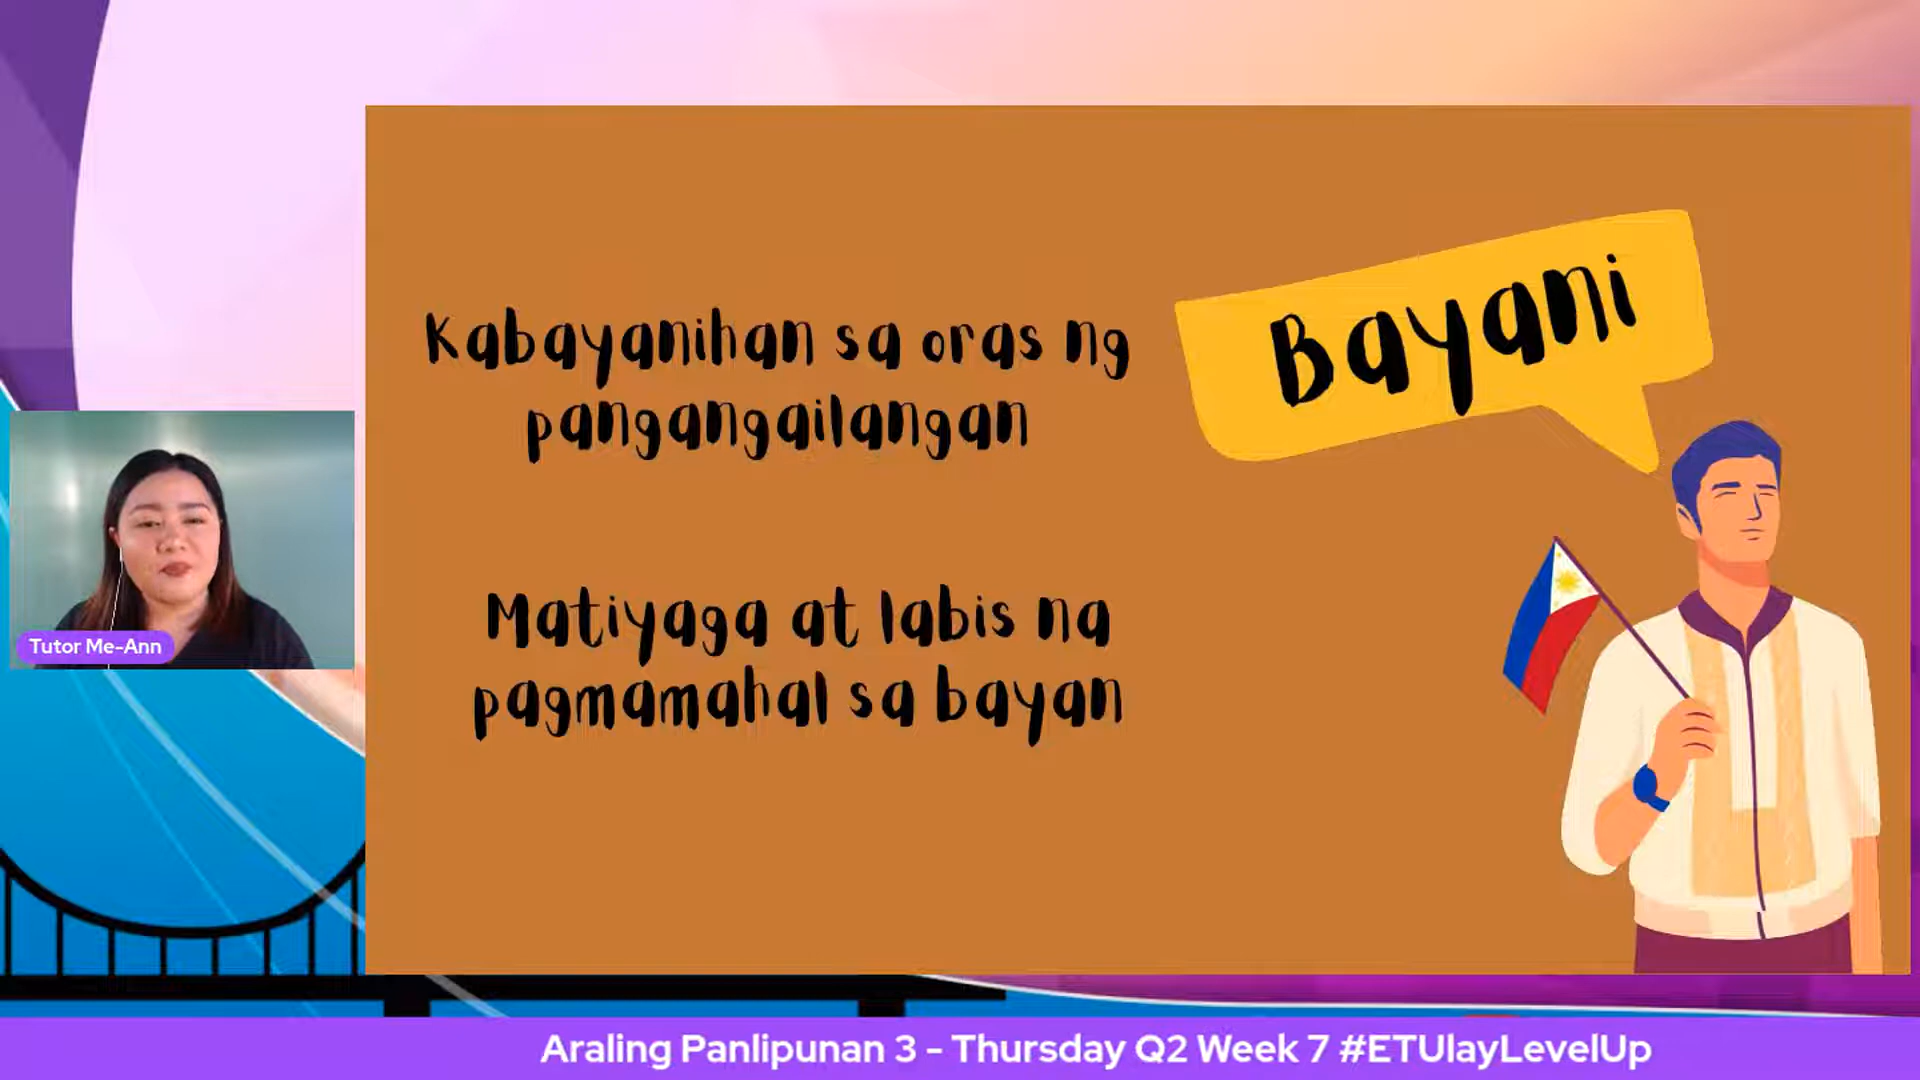 Kabayanihan sa oras ng
pangangailangan
Bayani
Matiyaga at labis na
pagmamahal sa bayan
Tutor Me-Ann
Araling Panlipunan 3 - Thursday Q2 Week 7 #ETUlayLevelUp